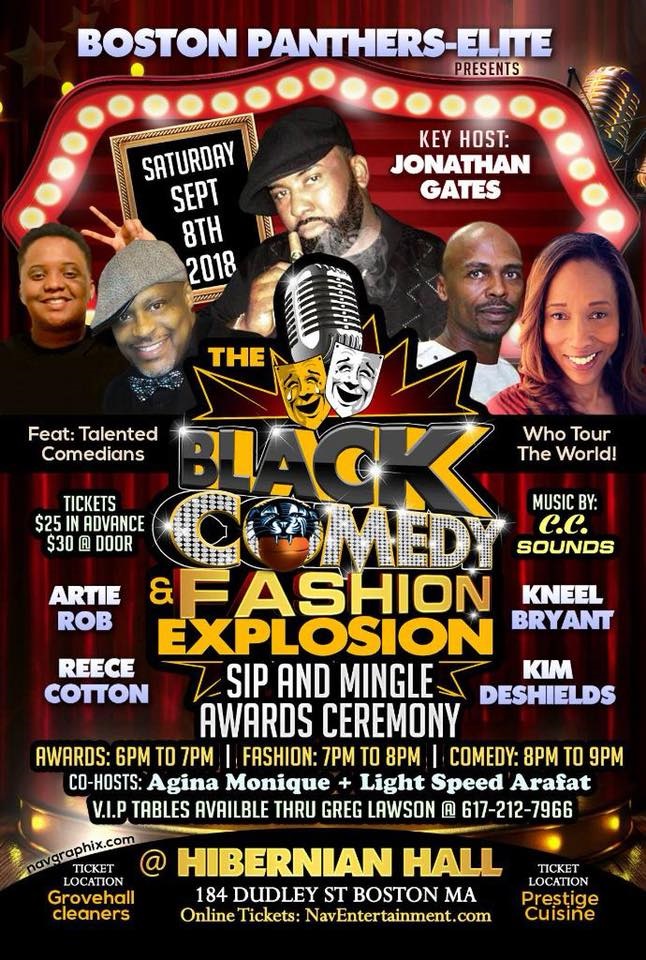 BOSTON PANTHERS-ELITE
PRESENTS
SATURDAY
SEPT
8TH
2018
KEY HOST:
JONATHAN
GATES
THE
BLACK
COMEDY
& FASHION
EXPLOSION
SIP AND MINGLE
AWARDS CEREMONY
Feat: Talented
Comedians
Who Tour
The World!
TICKETS
$25 IN ADVANCE
$30 @ DOOR
MUSIC BY:
C.C.
SOUNDS
ARTIE
ROB
KNEEL
BRYANT
REECE
COTTON
KIM
DESHIELDS
AWARDS: 6PM TO 7PM | FASHION: 7PM TO 8PM | COMEDY: 8PM TO 9PM
CO-HOSTS: Agina Monique + Light Speed Arafat
V.I.P TABLES AVAILBLE THRU GREG LAWSON @ 617-212-7966
navgraphix.com
@ HIBERNIAN HALL
184 DUDLEY ST BOSTON MA
Online Tickets: NavEntertainment.com
TICKET
LOCATION
Grovehall
cleaners
TICKET
LOCATION
Prestige
Cuisine